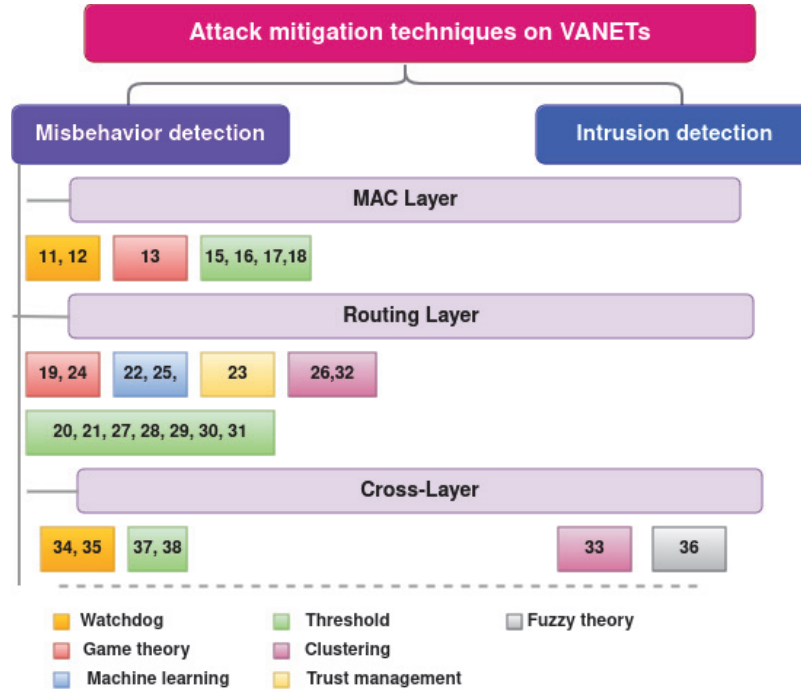 Attack mitigation techniques on VANETs
Misbehavior detection
Intrusion detection
MAC Layer
11, 12
13
15, 16, 17,18
Routing Layer
19, 24
22, 25,
23
26,32
20, 21, 27, 28, 29, 30, 31
Cross-Layer
34, 35
37, 38
33
36
Watchdog
Threshold
Fuzzy theory
Game theory
Clustering
Machine learning
Trust management